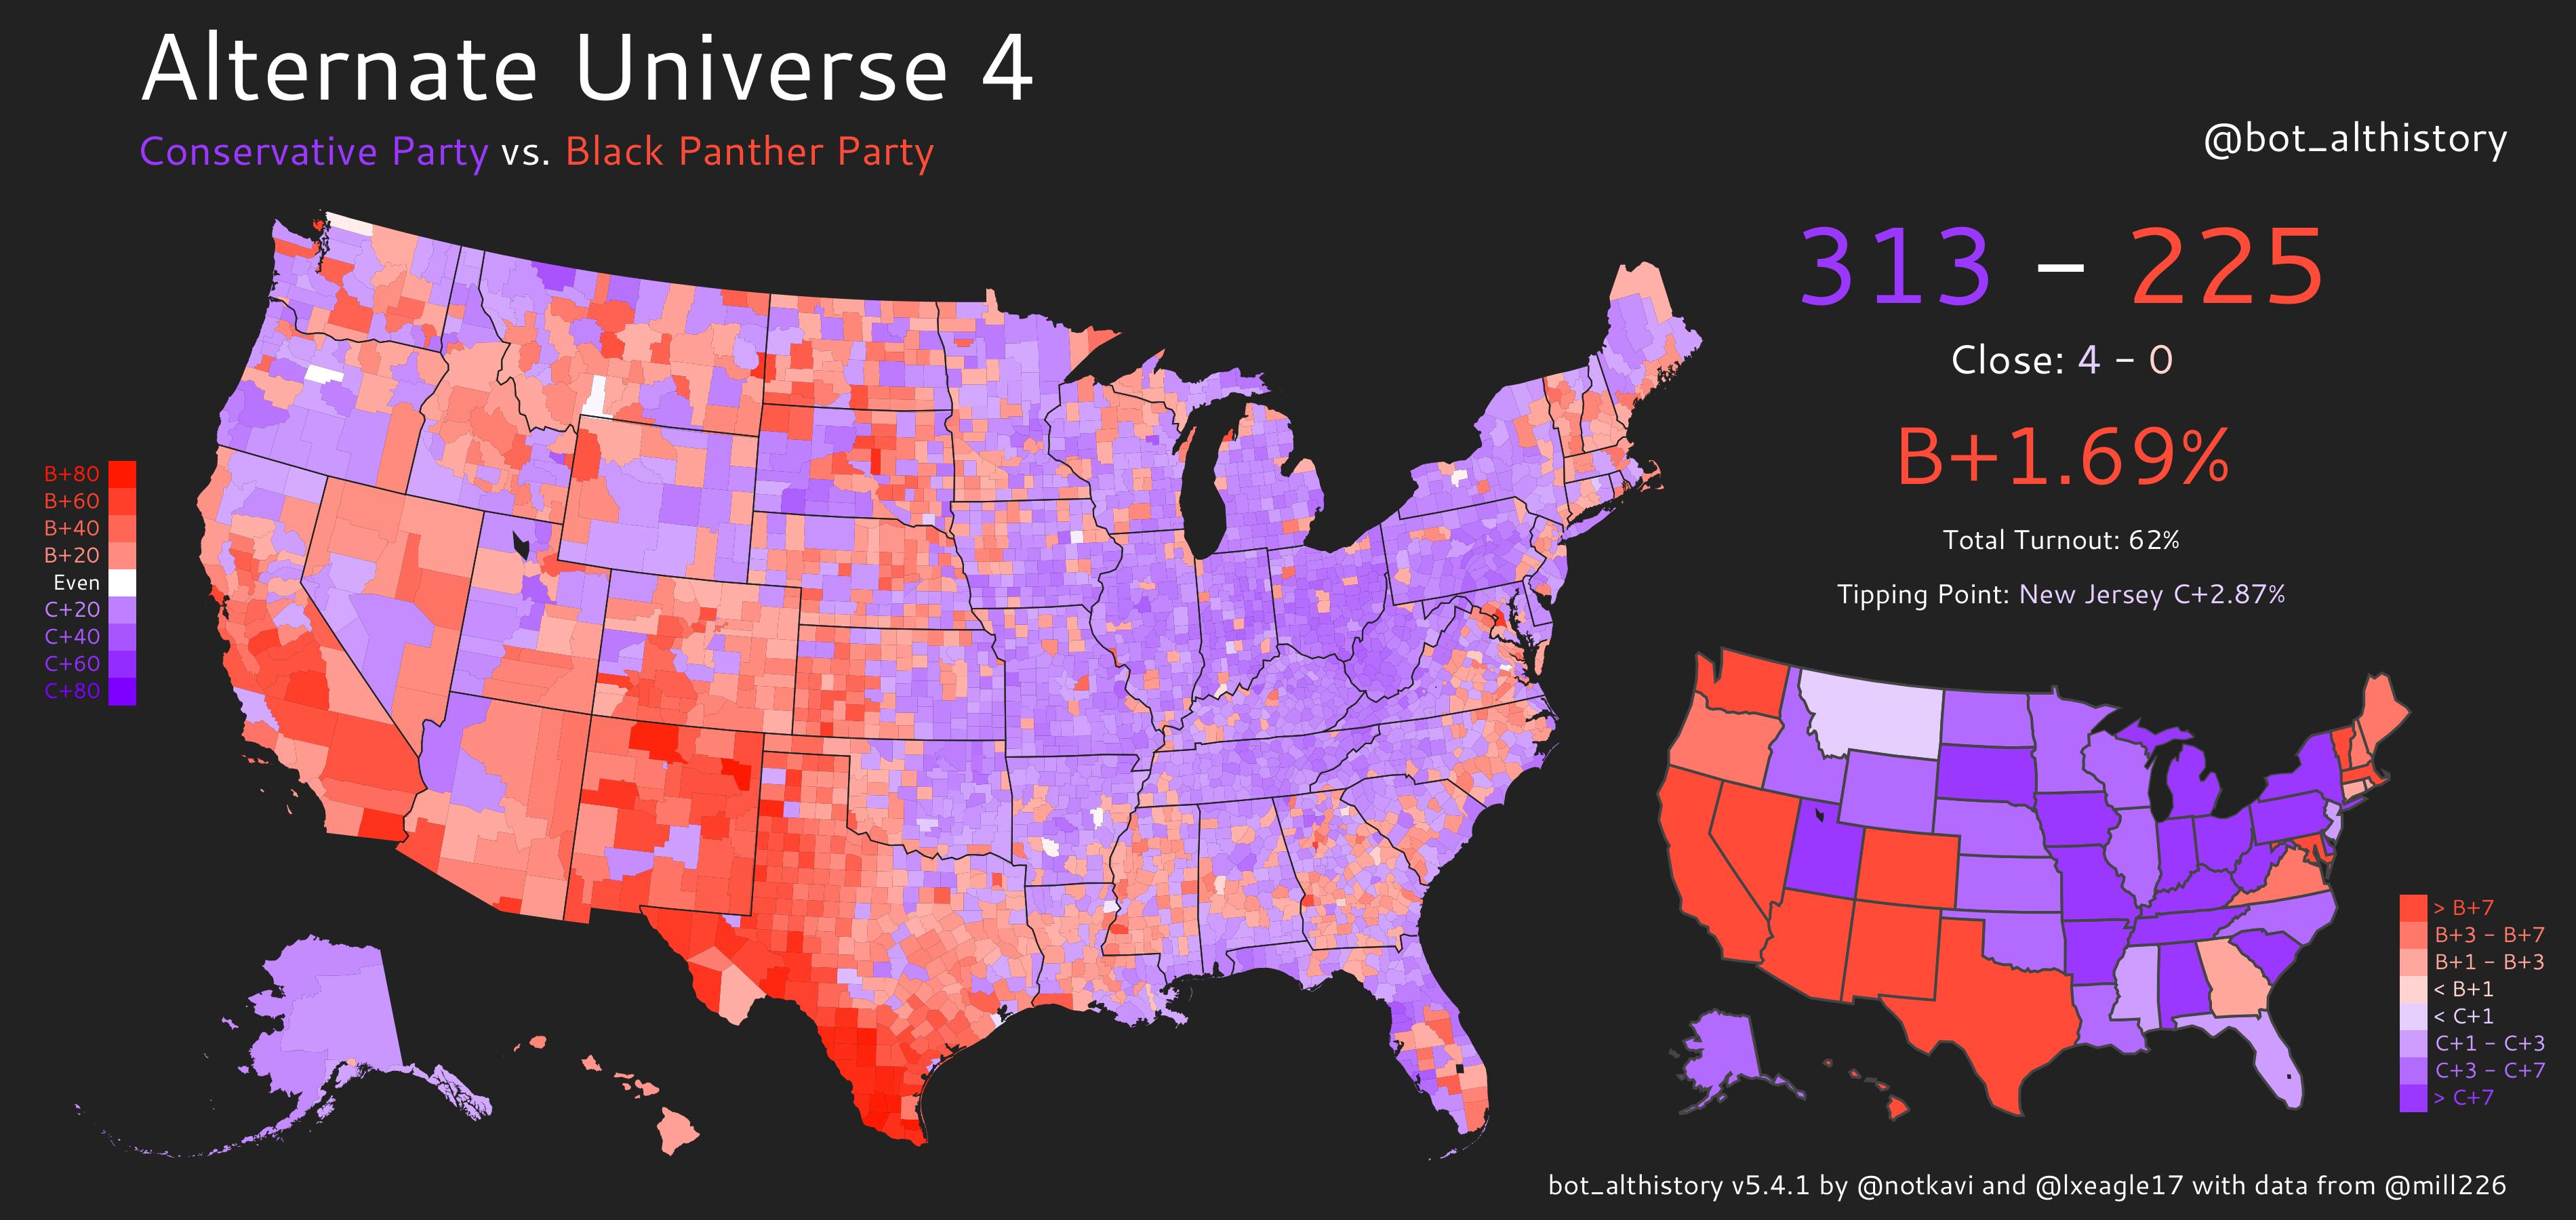 Alternate Universe 4
Conservative Party vs. Black Panther Party
@bot_althistory
313 – 225
Close: 4 – 0
B+1.69%
Total Turnout: 62%
Tipping Point: New Jersey C+2.87%
B+80
B+60
B+40
B+20
Even
C+20
C+40
C+60
C+80
> B+7
B+3 – B+7
B+1 – B+3
< B+1
< C+1
C+1 – C+3
C+3 – C+7
> C+7
bot_althistory v5.4.1 by @notkavi and @lxeagle17 with data from @mill226